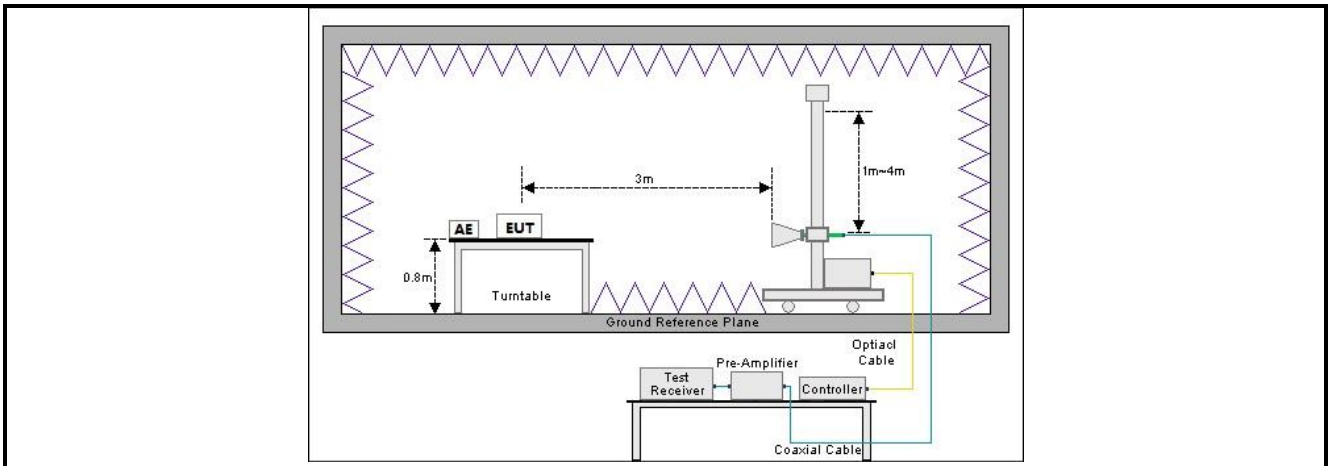 3m
1m~4m
AE
EUT
0.8m
Turntable
Ground Reference Plane
Optiacl
Cable
Pre-Amplifier
Test
Receiver
Controller
Coaxial Cable